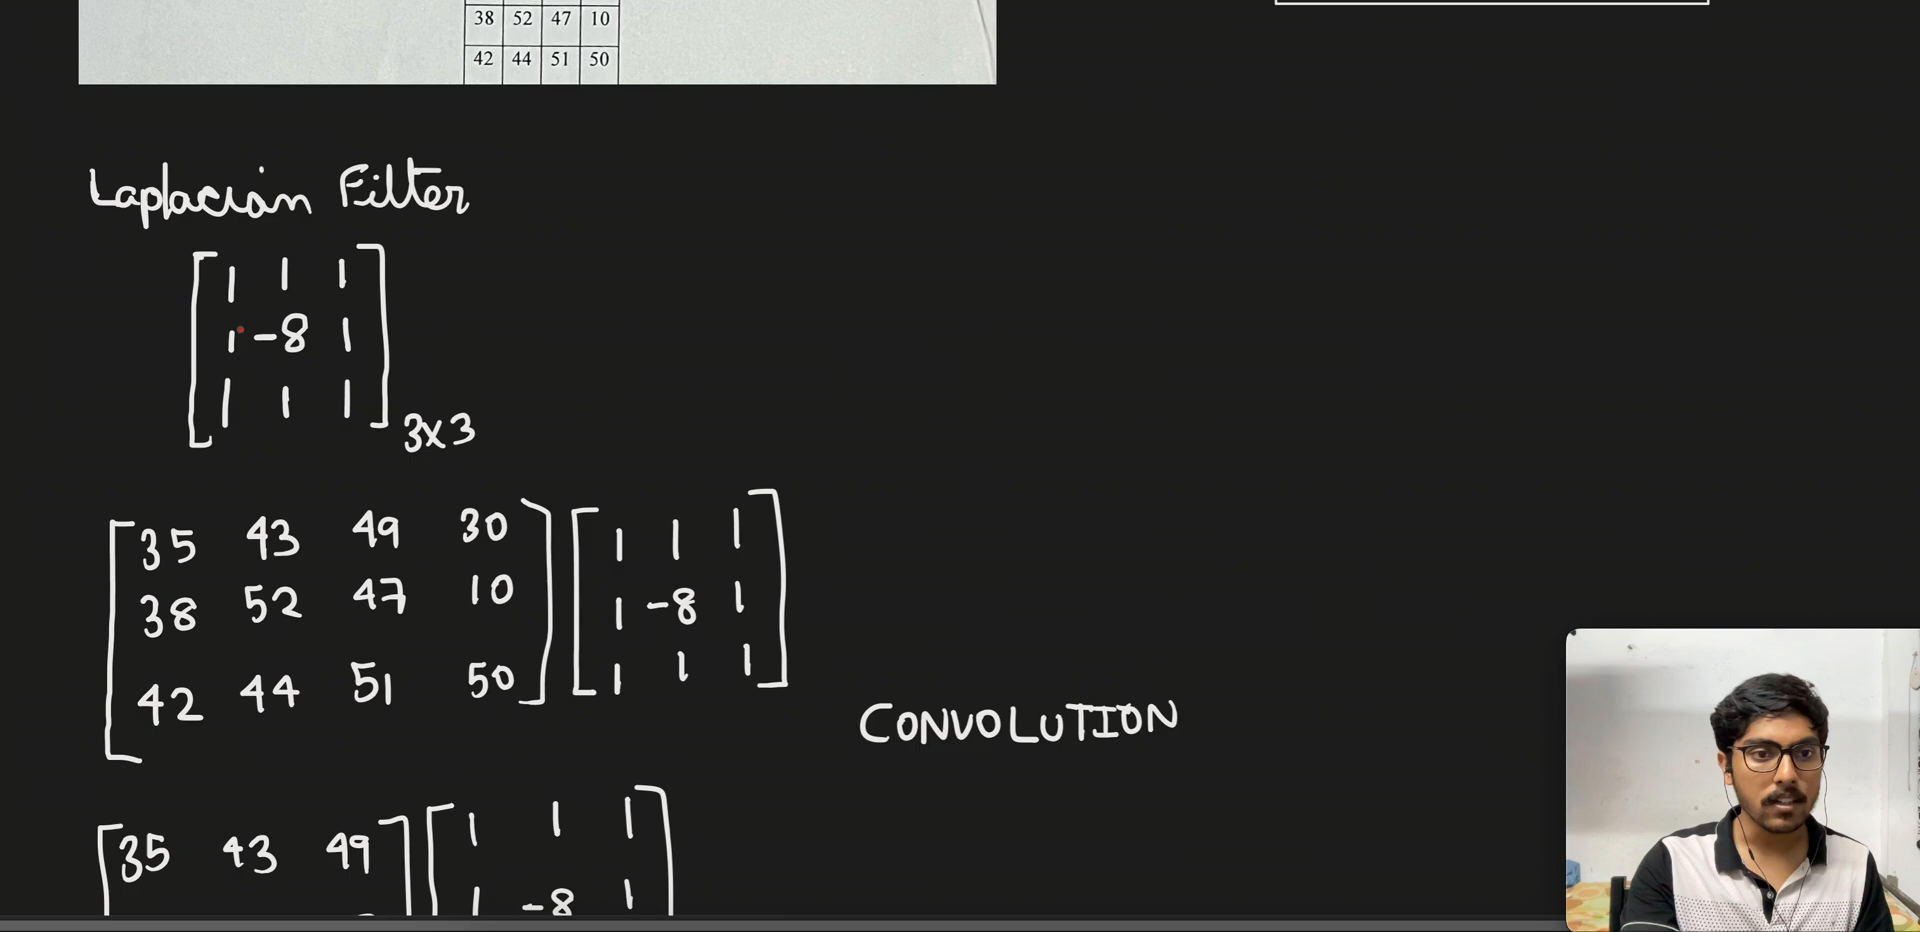 38 52 47 10
42 44 51 50
Laplacian Filter
1 1 1
1 -8 1
1 1 1
3x3
35 43 49 30 1 1 1
38 52 47 10 1 -8 1
42 44 51 50 1 1 1
CONVOLUTION
35 43 49 1 1 1
1 -8 1